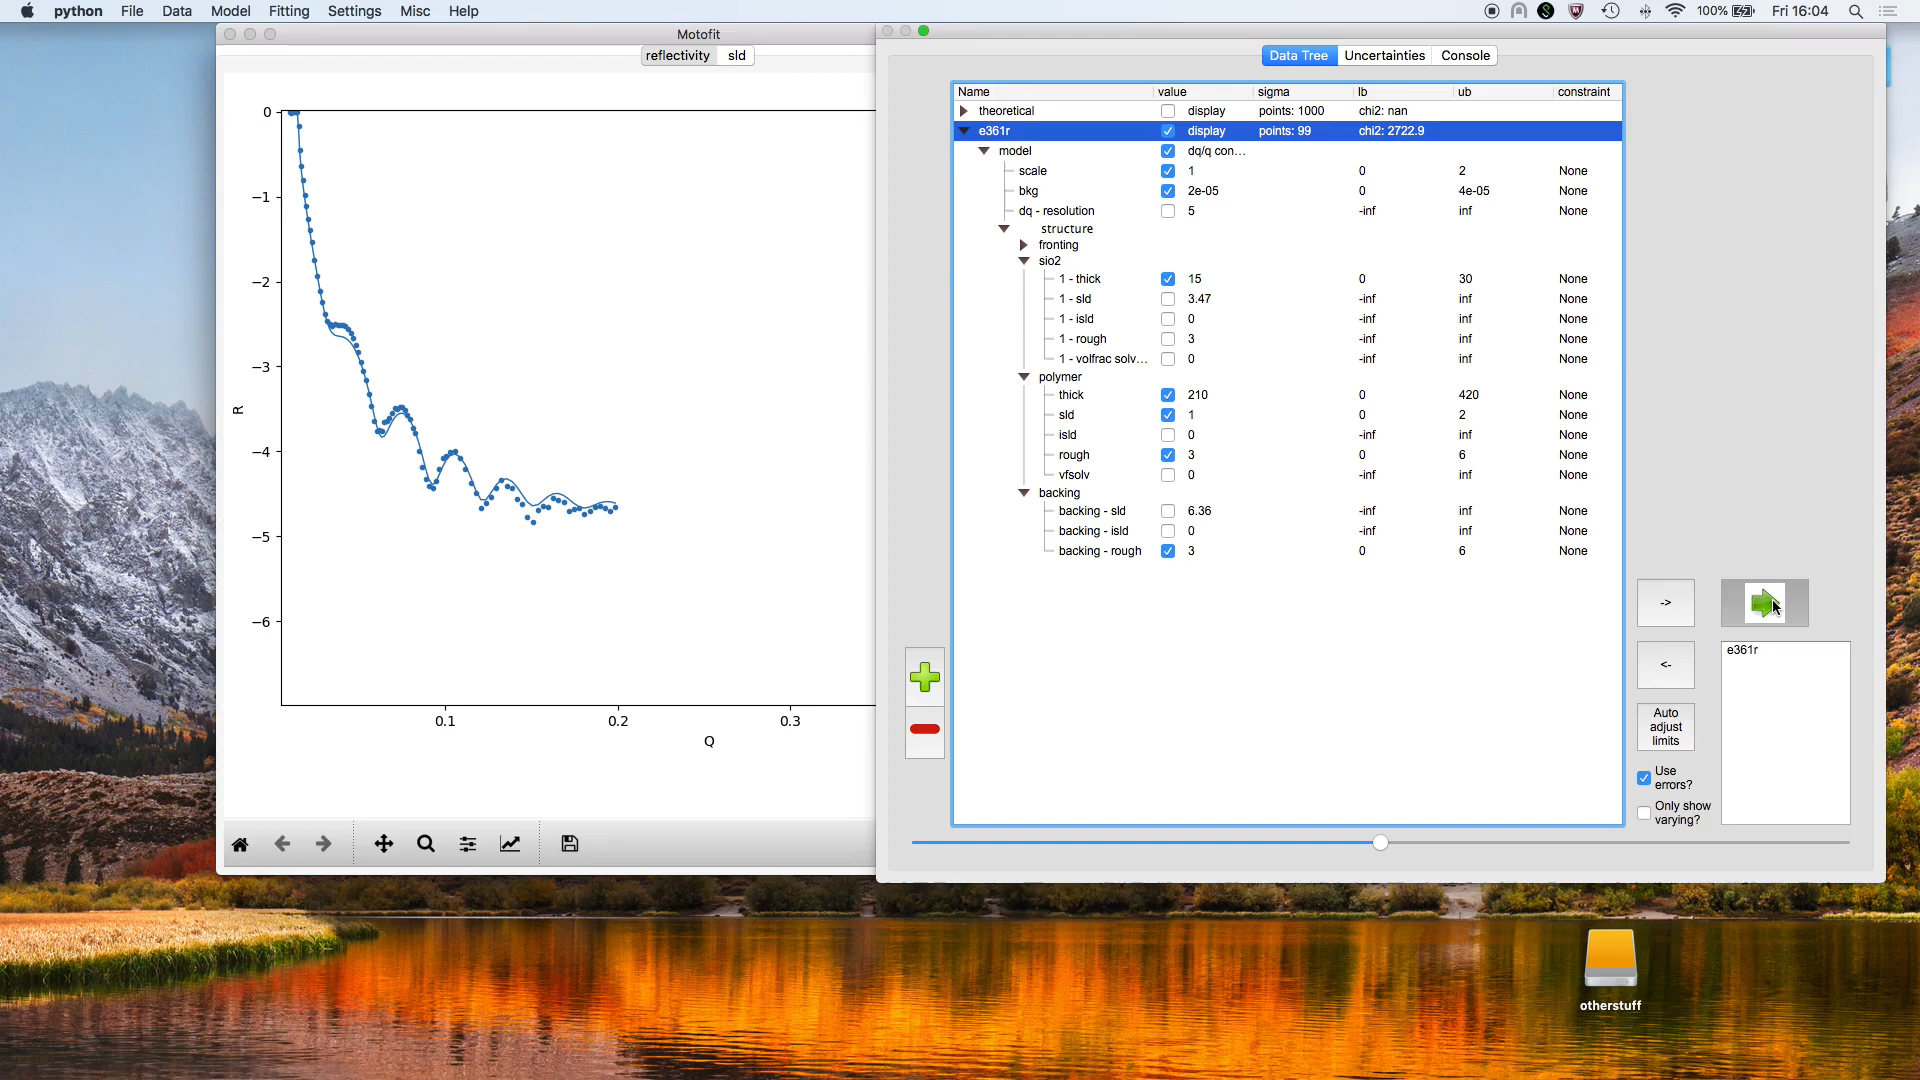 python File Data Model Fitting Settings Misc Help 100% Fri 16:04
Motofit
reflectivity sld
0
−1
−2
−3
−4
−5
−6
R
0.1 0.2 0.3
Q
Data Tree Uncertainties Console
Name value sigma lb ub constraint
theoretical display points: 1000 chi2: nan
e361r display points: 99 chi2: 2722.9
model dq/q con...
scale 1 0 2 None
bkg 2e-05 0 4e-05 None
dq - resolution 5 -inf inf None
structure
fronting
sio2
1 - thick 15 0 30 None
1 - sld 3.47 -inf inf None
1 - isld 0 -inf inf None
1 - rough 3 -inf inf None
1 - volfrac solv... 0 -inf inf None
polymer
thick 210 0 420 None
sld 1 0 2 None
isld 0 -inf inf None
rough 3 0 6 None
vfsolv 0 -inf inf None
backing
backing - sld 6.36 -inf inf None
backing - isld 0 -inf inf None
backing - rough 3 0 6 None
->
<-
Auto
adjust
limits
Use
errors?
Only show
varying?
e361r
otherstuff